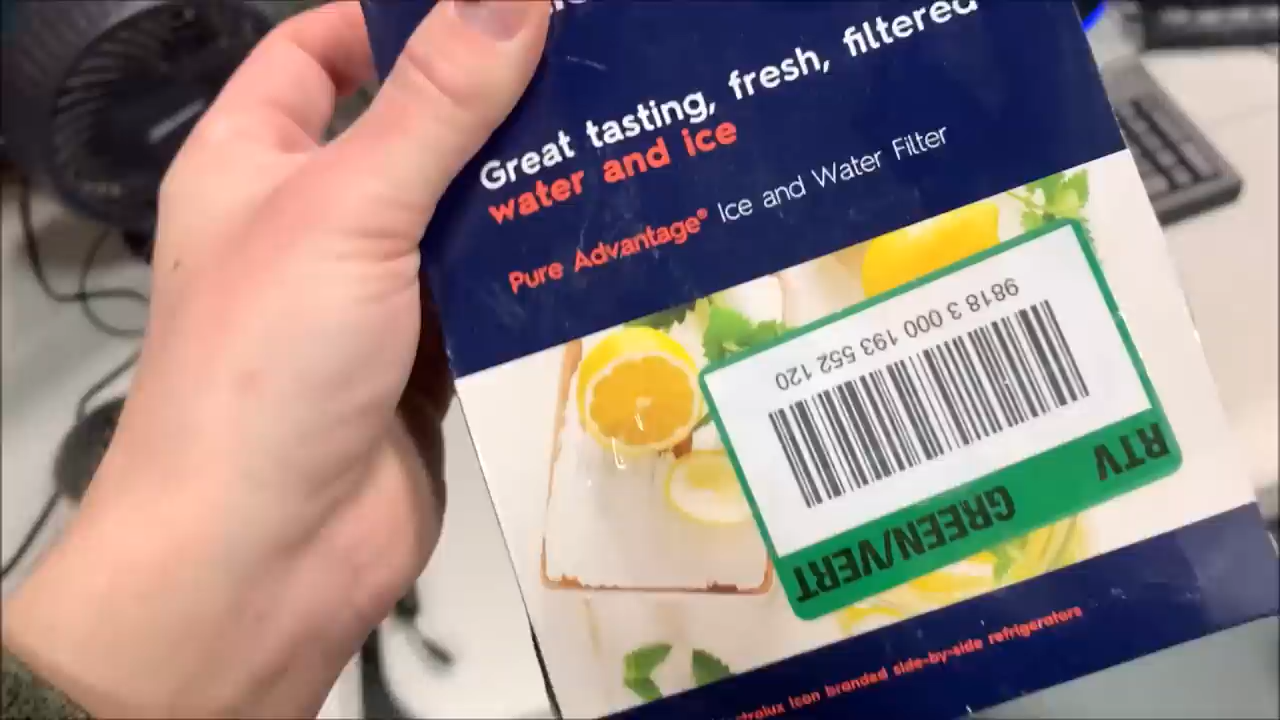 Great tasting, fresh, filtered
water and ice
Pure Advantage® Ice and Water Filter
9818 3 000 193 552 120
GREEN/VERT RTV
Icon branded side-by-side refrigerators